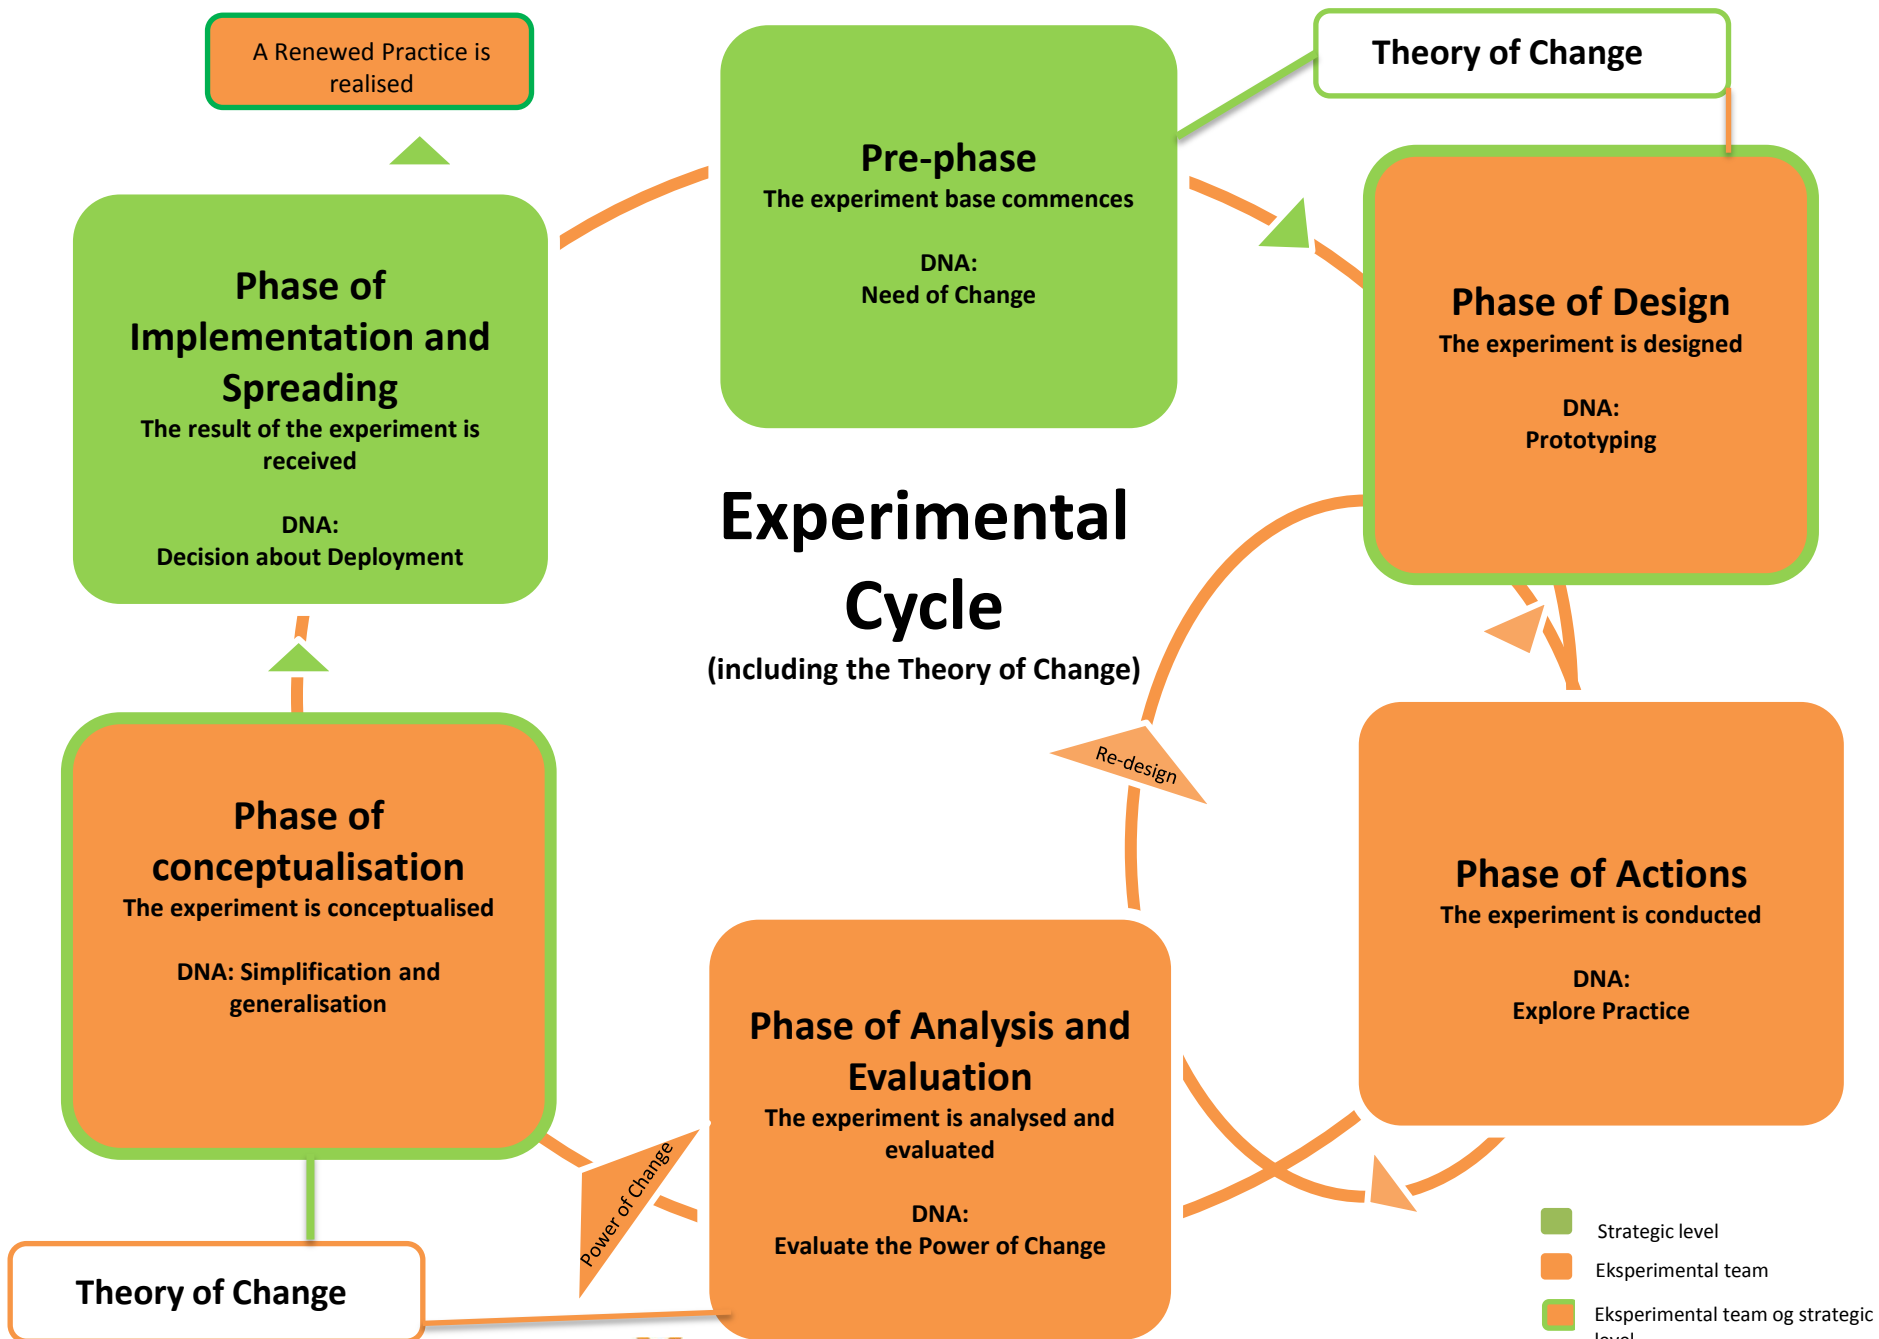 A Renewed Practice is
realised
Theory of Change
Pre-phase
The experiment base commences
DNA:
Need of Change
Phase of Design
The experiment is designed
DNA:
Prototyping
Phase of
Implementation and
Spreading
The result of the experiment is
received
DNA:
Decision about Deployment
Experimental
Cycle
(including the Theory of Change)
Re-design
Phase of
conceptualisation
The experiment is conceptualised
DNA: Simplification and
generalisation
Phase of Actions
The experiment is conducted
DNA:
Explore Practice
Phase of Analysis and
Evaluation
The experiment is analysed and
evaluated
DNA:
Evaluate the Power of Change
Power of Change
Theory of Change
Strategic level
Eksperimental team
Eksperimental team og strategic
level